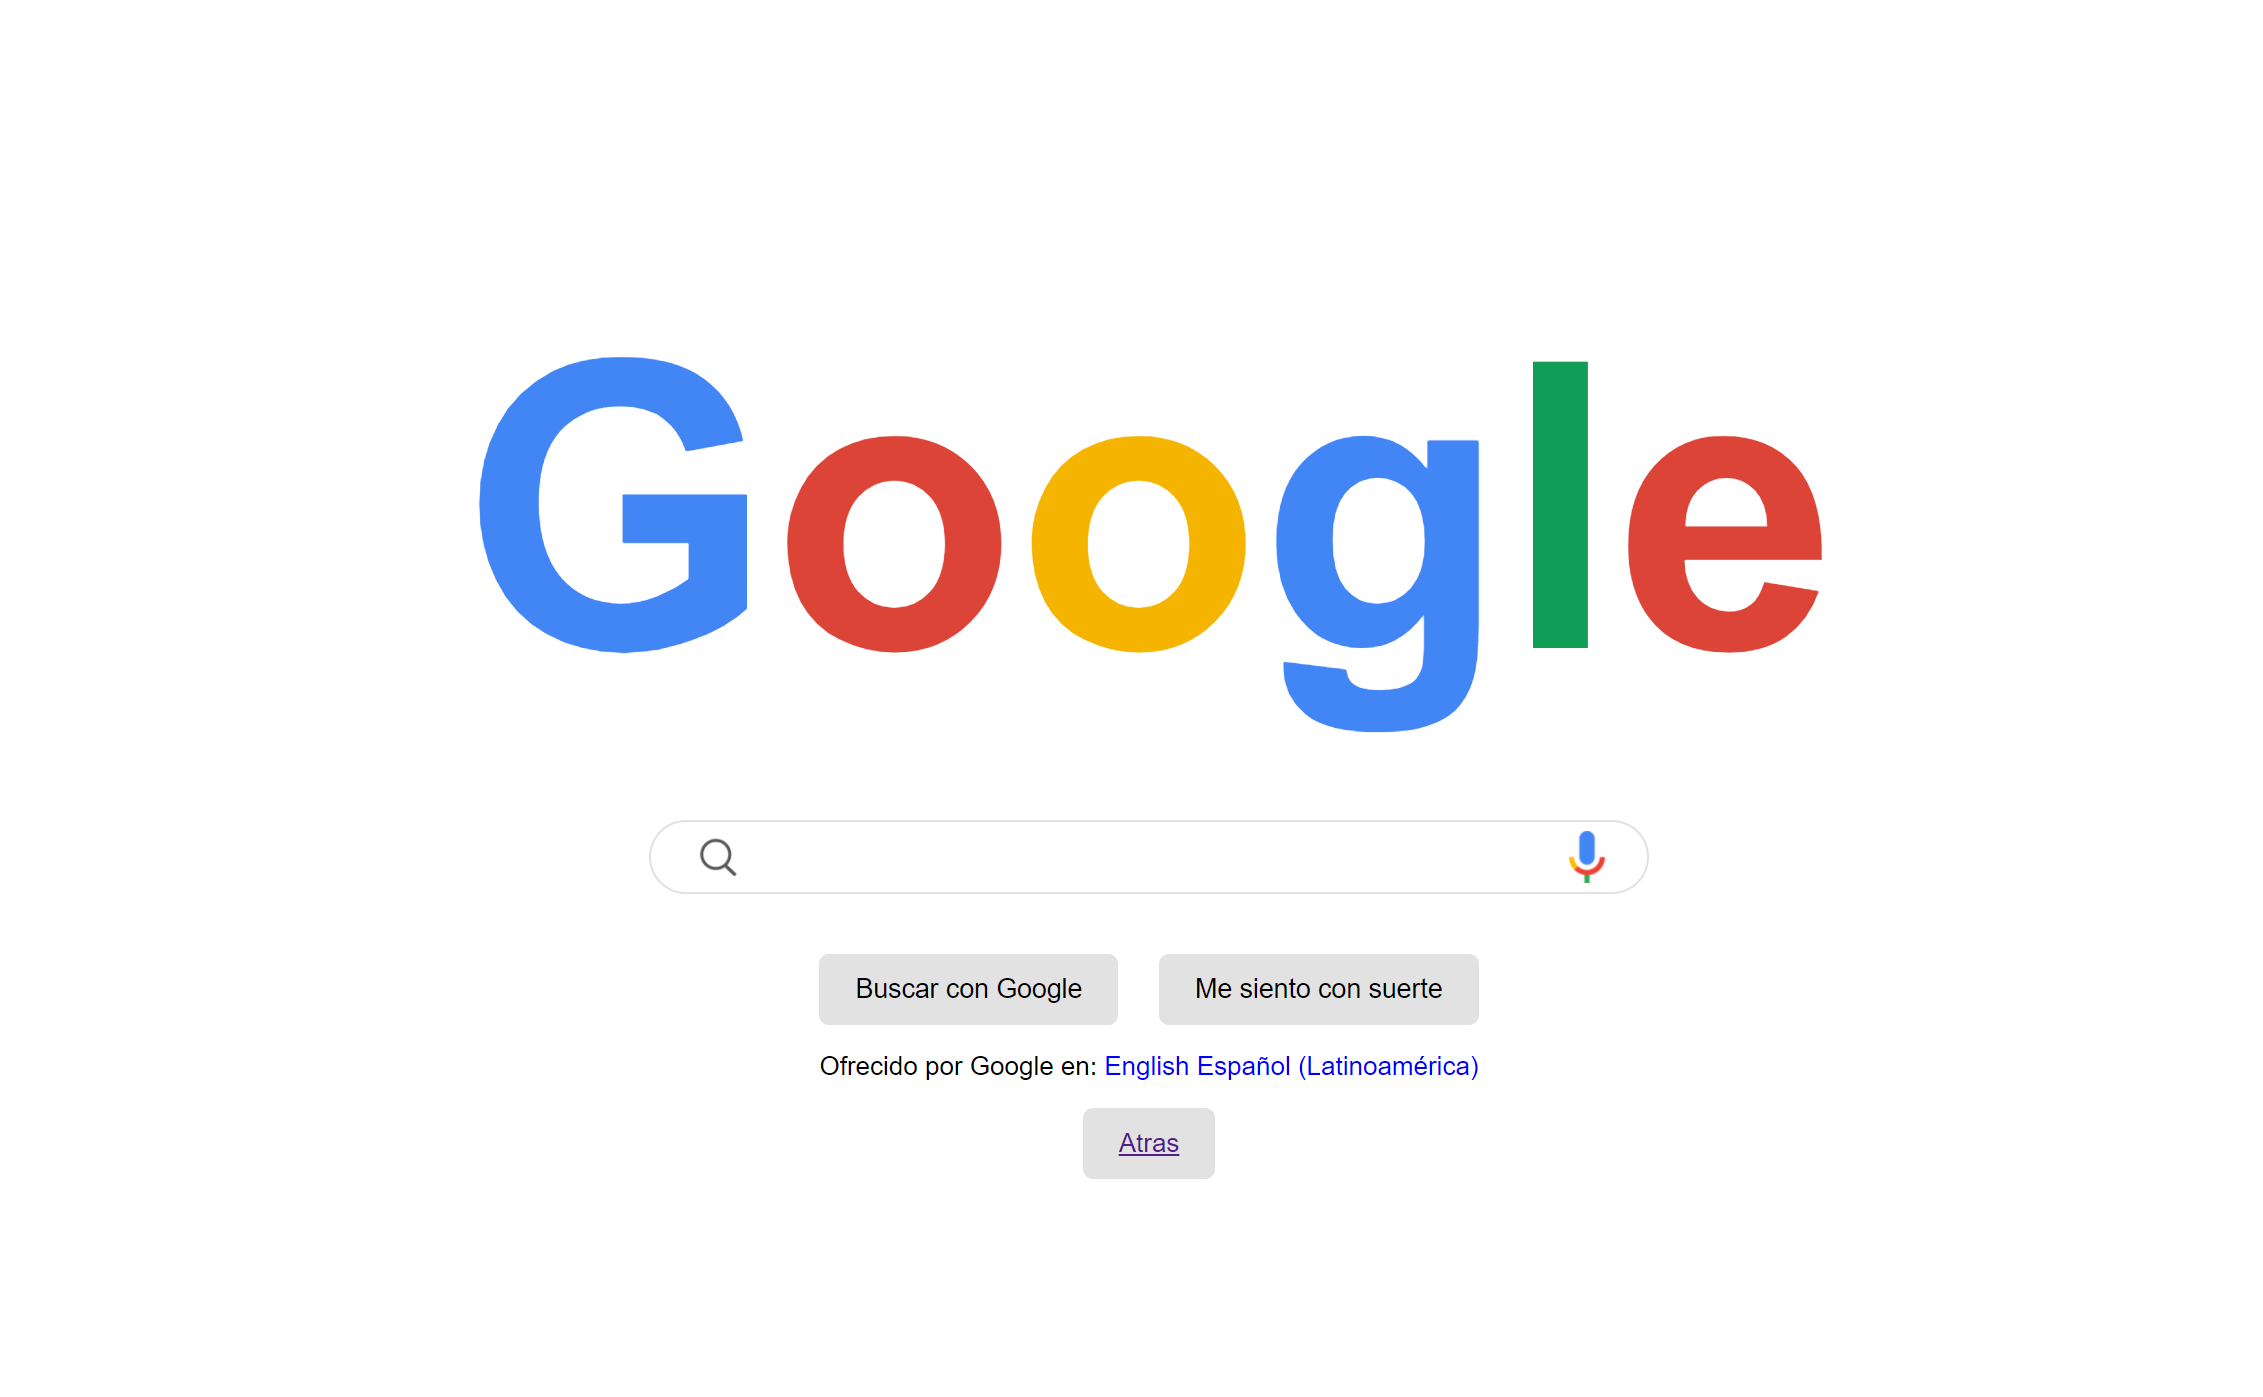 Google
Buscar con Google
Me siento con suerte
Ofrecido por Google en: English Español (Latinoamérica)
Atras